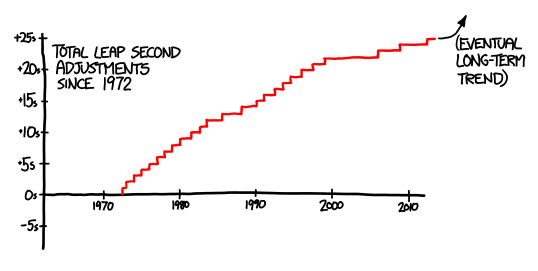 +25s
TOTAL LEAP SECOND
ADJUSTMENTS
SINCE 1972
(EVENTUAL
LONG-TERM
TREND)
+20s
+15s
+10s
+5s
0s
-5s
1970 1980 1990 2000 2010